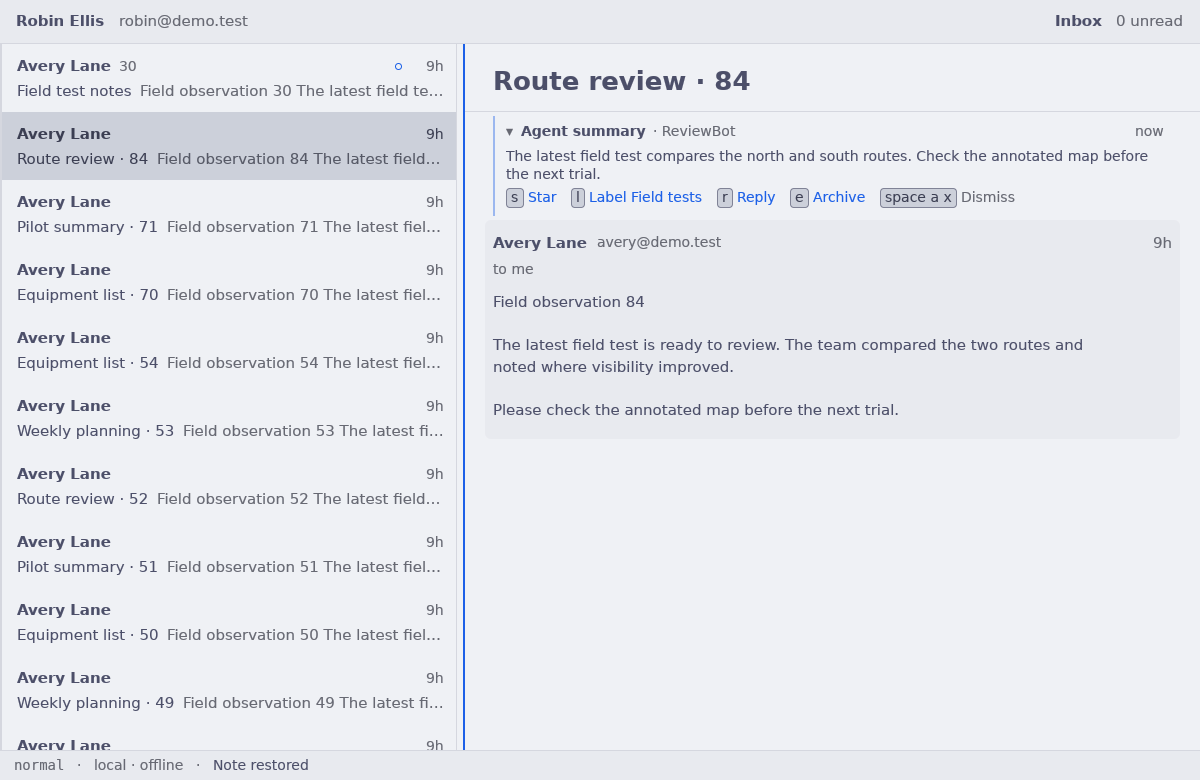 Robin Ellis robin@demo.test
Inbox 0 unread
Avery Lane 30 9h
Field test notes Field observation 30 The latest field te…
Avery Lane 9h
Route review · 84 Field observation 84 The latest field…
Avery Lane 9h
Pilot summary · 71 Field observation 71 The latest fiel…
Avery Lane 9h
Equipment list · 70 Field observation 70 The latest fiel…
Avery Lane 9h
Equipment list · 54 Field observation 54 The latest fiel…
Avery Lane 9h
Weekly planning · 53 Field observation 53 The latest fi…
Avery Lane 9h
Route review · 52 Field observation 52 The latest field…
Avery Lane 9h
Pilot summary · 51 Field observation 51 The latest fiel…
Avery Lane 9h
Equipment list · 50 Field observation 50 The latest fiel…
Avery Lane 9h
Weekly planning · 49 Field observation 49 The latest fi…
Avery Lane 9h
Route review · 84
▾ Agent summary · ReviewBot now
The latest field test compares the north and south routes. Check the annotated map before
the next trial.
s Star l Label Field tests r Reply e Archive space a x Dismiss
Avery Lane avery@demo.test 9h
to me
Field observation 84
The latest field test is ready to review. The team compared the two routes and
noted where visibility improved.
Please check the annotated map before the next trial.
normal · local · offline · Note restored